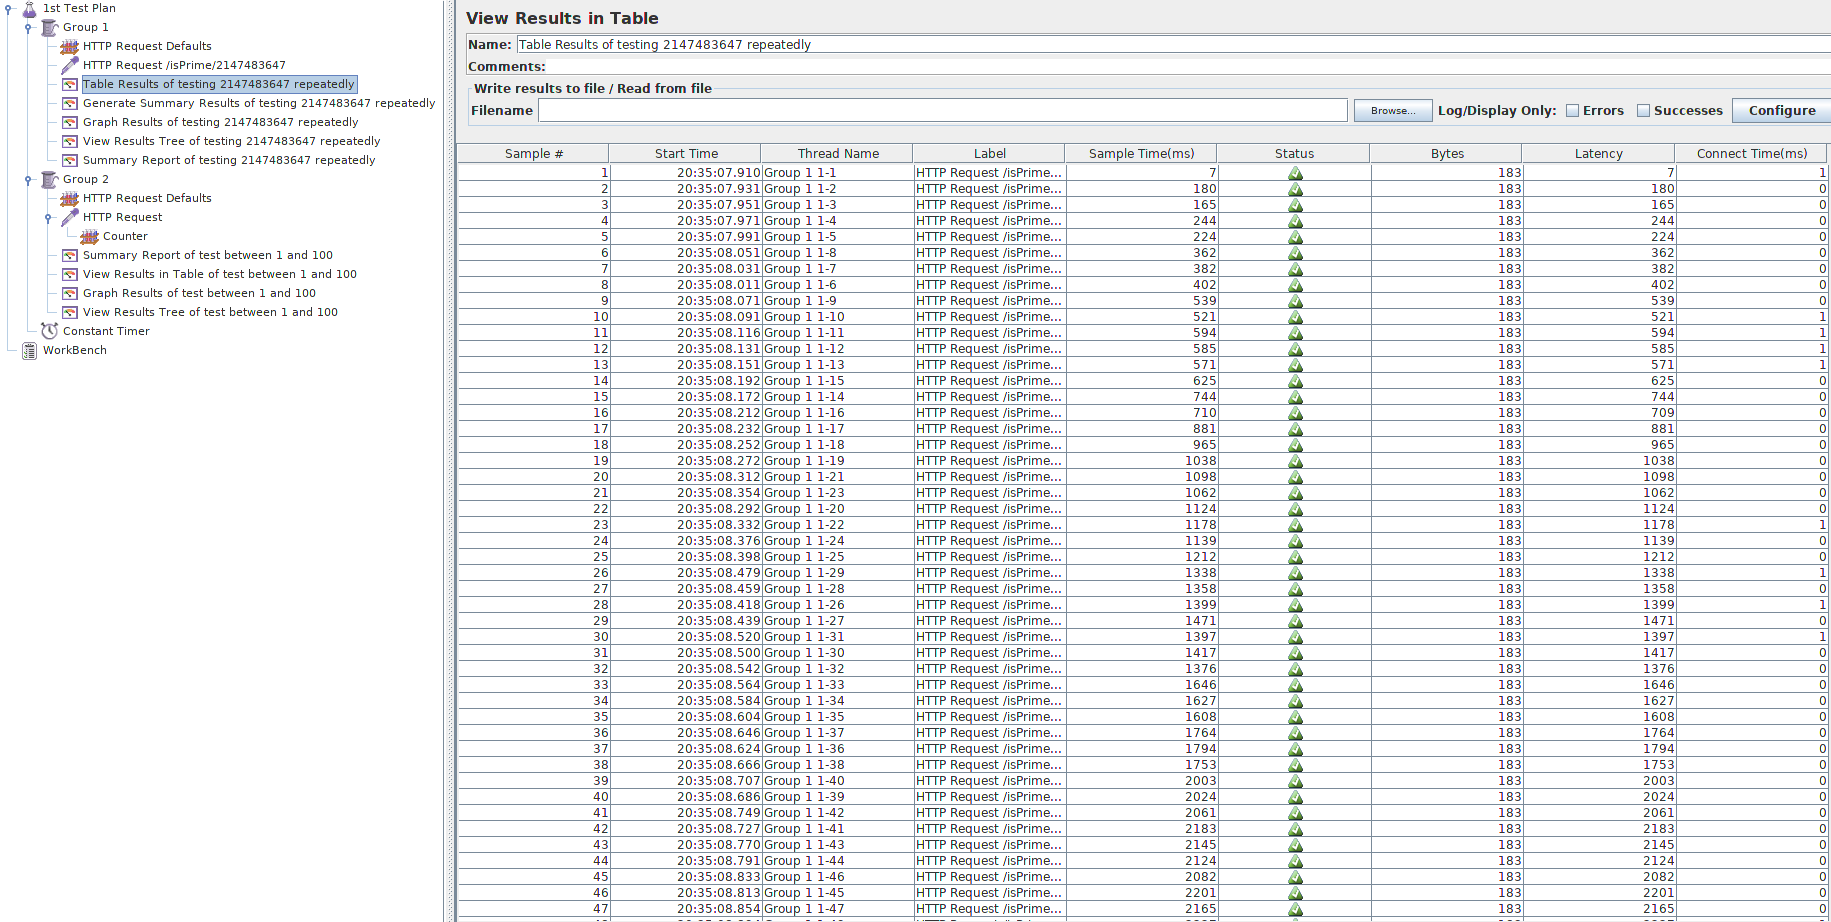 1st Test Plan
Group 1
HTTP Request Defaults
HTTP Request /isPrime/2147483647
Table Results of testing 2147483647 repeatedly
Generate Summary Results of testing 2147483647 repeatedly
Graph Results of testing 2147483647 repeatedly
View Results Tree of testing 2147483647 repeatedly
Summary Report of testing 2147483647 repeatedly
Group 2
HTTP Request Defaults
HTTP Request
Counter
Summary Report of test between 1 and 100
View Results in Table of test between 1 and 100
Graph Results of test between 1 and 100
View Results Tree of test between 1 and 100
Constant Timer
WorkBench
View Results in Table
Name: Table Results of testing 2147483647 repeatedly
Comments:
Write results to file / Read from file
Filename Browse... Log/Display Only: Errors Successes Configure
Sample # Start Time Thread Name Label Sample Time(ms) Status Bytes Latency Connect Time(ms)
1 20:35:07.910 Group 1 1-1 HTTP Request /isPrime... 7 183 7 1
2 20:35:07.931 Group 1 1-2 HTTP Request /isPrime... 180 183 180 0
3 20:35:07.951 Group 1 1-3 HTTP Request /isPrime... 165 183 165 0
4 20:35:07.971 Group 1 1-4 HTTP Request /isPrime... 244 183 244 0
5 20:35:07.991 Group 1 1-5 HTTP Request /isPrime... 224 183 224 0
6 20:35:08.051 Group 1 1-8 HTTP Request /isPrime... 362 183 362 0
7 20:35:08.031 Group 1 1-7 HTTP Request /isPrime... 382 183 382 0
8 20:35:08.011 Group 1 1-6 HTTP Request /isPrime... 402 183 402 0
9 20:35:08.071 Group 1 1-9 HTTP Request /isPrime... 539 183 539 0
10 20:35:08.091 Group 1 1-10 HTTP Request /isPrime... 521 183 521 1
11 20:35:08.116 Group 1 1-11 HTTP Request /isPrime... 594 183 594 1
12 20:35:08.131 Group 1 1-12 HTTP Request /isPrime... 585 183 585 1
13 20:35:08.151 Group 1 1-13 HTTP Request /isPrime... 571 183 571 1
14 20:35:08.192 Group 1 1-15 HTTP Request /isPrime... 625 183 625 0
15 20:35:08.172 Group 1 1-14 HTTP Request /isPrime... 744 183 744 0
16 20:35:08.212 Group 1 1-16 HTTP Request /isPrime... 710 183 709 0
17 20:35:08.232 Group 1 1-17 HTTP Request /isPrime... 881 183 881 0
18 20:35:08.252 Group 1 1-18 HTTP Request /isPrime... 965 183 965 0
19 20:35:08.272 Group 1 1-19 HTTP Request /isPrime... 1038 183 1038 0
20 20:35:08.312 Group 1 1-21 HTTP Request /isPrime... 1098 183 1098 0
21 20:35:08.354 Group 1 1-23 HTTP Request /isPrime... 1062 183 1062 0
22 20:35:08.292 Group 1 1-20 HTTP Request /isPrime... 1124 183 1124 0
23 20:35:08.332 Group 1 1-22 HTTP Request /isPrime... 1178 183 1178 1
24 20:35:08.376 Group 1 1-24 HTTP Request /isPrime... 1139 183 1139 0
25 20:35:08.398 Group 1 1-25 HTTP Request /isPrime... 1212 183 1212 0
26 20:35:08.479 Group 1 1-29 HTTP Request /isPrime... 1338 183 1338 1
27 20:35:08.459 Group 1 1-28 HTTP Request /isPrime... 1358 183 1358 0
28 20:35:08.418 Group 1 1-26 HTTP Request /isPrime... 1399 183 1399 1
29 20:35:08.439 Group 1 1-27 HTTP Request /isPrime... 1471 183 1471 0
30 20:35:08.520 Group 1 1-31 HTTP Request /isPrime... 1397 183 1397 1
31 20:35:08.500 Group 1 1-30 HTTP Request /isPrime... 1417 183 1417 0
32 20:35:08.542 Group 1 1-32 HTTP Request /isPrime... 1376 183 1376 0
33 20:35:08.564 Group 1 1-33 HTTP Request /isPrime... 1646 183 1646 0
34 20:35:08.584 Group 1 1-34 HTTP Request /isPrime... 1627 183 1627 0
35 20:35:08.604 Group 1 1-35 HTTP Request /isPrime... 1608 183 1608 0
36 20:35:08.646 Group 1 1-37 HTTP Request /isPrime... 1764 183 1764 0
37 20:35:08.624 Group 1 1-36 HTTP Request /isPrime... 1794 183 1794 0
38 20:35:08.666 Group 1 1-38 HTTP Request /isPrime... 1753 183 1753 0
39 20:35:08.707 Group 1 1-40 HTTP Request /isPrime... 2003 183 2003 0
40 20:35:08.686 Group 1 1-39 HTTP Request /isPrime... 2024 183 2024 0
41 20:35:08.749 Group 1 1-42 HTTP Request /isPrime... 2061 183 2061 0
42 20:35:08.727 Group 1 1-41 HTTP Request /isPrime... 2183 183 2183 0
43 20:35:08.770 Group 1 1-43 HTTP Request /isPrime... 2145 183 2145 0
44 20:35:08.791 Group 1 1-44 HTTP Request /isPrime... 2124 183 2124 0
45 20:35:08.833 Group 1 1-46 HTTP Request /isPrime... 2082 183 2082 0
46 20:35:08.813 Group 1 1-45 HTTP Request /isPrime... 2201 183 2201 0
47 20:35:08.854 Group 1 1-47 HTTP Request /isPrime... 2165 183 2165 0